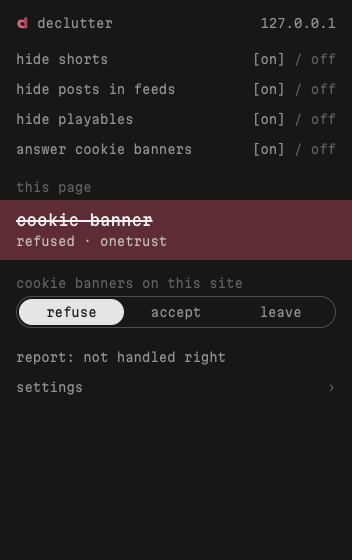 d declutter 127.0.0.1
hide shorts [on] / off
hide posts in feeds [on] / off
hide playables [on] / off
answer cookie banners [on] / off
this page
cookie banner
refused · onetrust
cookie banners on this site
refuse accept leave
report: not handled right
settings ›